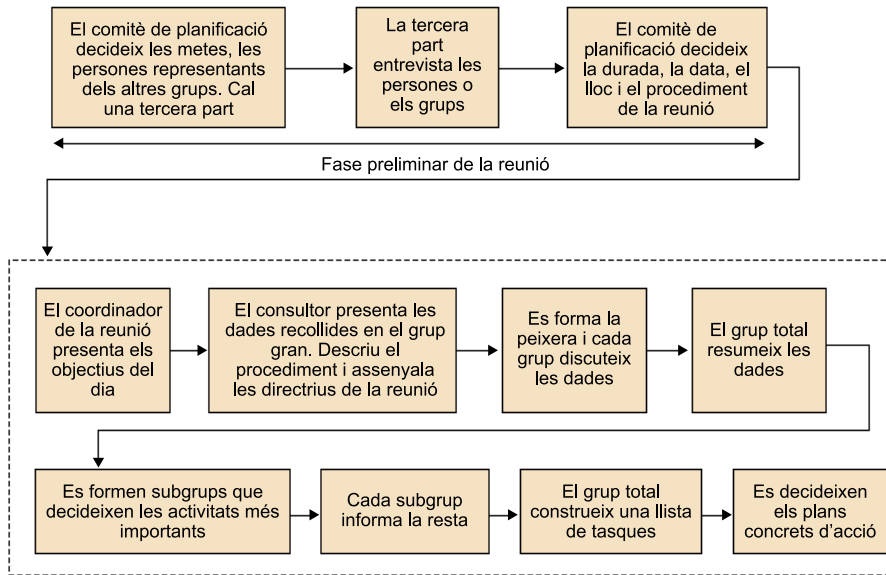 El comitè de planificació
decideix les metes, les
persones representants
dels altres grups. Cal
una tercera part
La tercera
part
entrevista les
persones o
els grups
El comitè de
planificació decideix
la durada, la data, el
lloc i el procediment
de la reunió
Fase preliminar de la reunió
El coordinador
de la reunió
presenta els
objectius del
dia
El consultor presenta les
dades recollides en el grup
gran. Descriu el
procediment i assenyala
les directrius de la reunió
Es forma la
peixera i cada
grup discuteix
les dades
El grup total
resumeix les
dades
Es formen subgrups que
decideixen les activitats més
importants
Cada subgrup
informa la resta
El grup total
construeix una llista
de tasques
Es decideixen
els plans
concrets d’acció